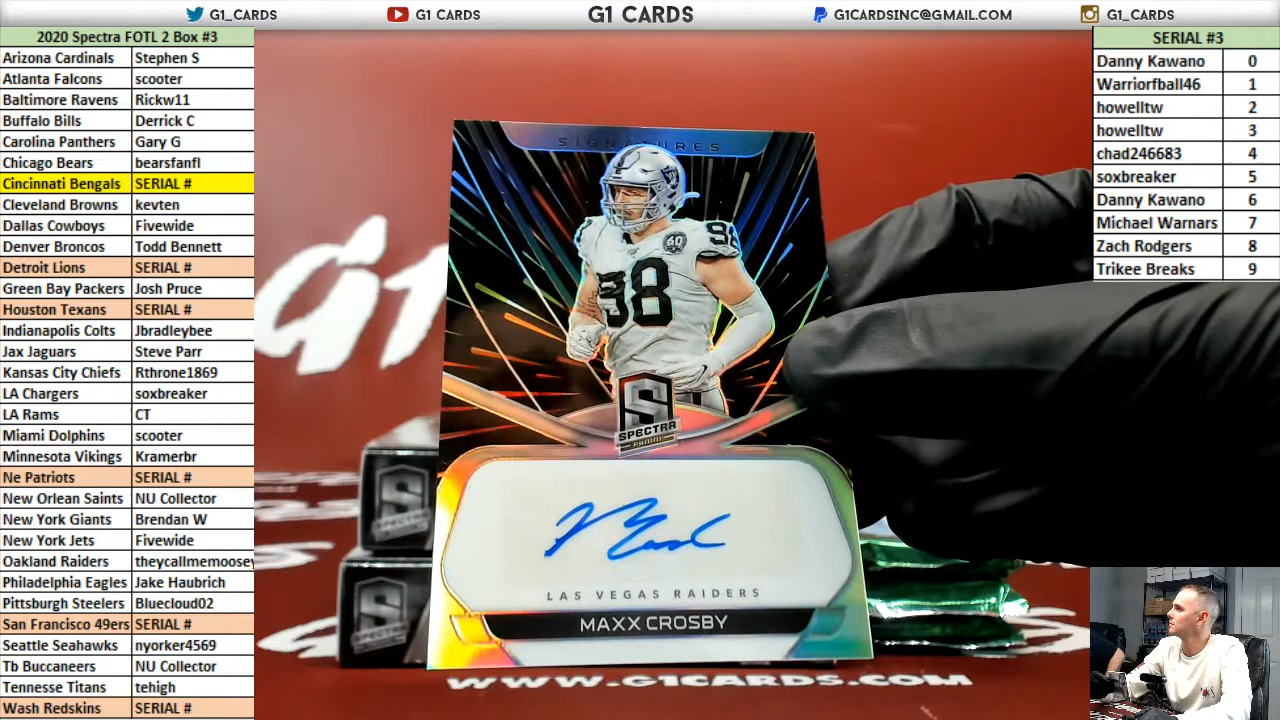 G1_CARDS
G1 CARDS
G1 CARDS
G1CARDSINC@GMAIL.COM
G1_CARDS
2020 Spectra FOTL 2 Box #3
Arizona Cardinals Stephen S
Atlanta Falcons scooter
Baltimore Ravens Rickw11
Buffalo Bills Derrick C
Carolina Panthers Gary G
Chicago Bears bearsfanfl
Cincinnati Bengals SERIAL #
Cleveland Browns kevten
Dallas Cowboys Fivewide
Denver Broncos Todd Bennett
Detroit Lions SERIAL #
Green Bay Packers Josh Pruce
Houston Texans SERIAL #
Indianapolis Colts Jbradleybee
Jax Jaguars Steve Parr
Kansas City Chiefs Rthrone1869
LA Chargers soxbreaker
LA Rams CT
Miami Dolphins scooter
Minnesota Vikings Kramerbr
Ne Patriots SERIAL #
New Orlean Saints NU Collector
New York Giants Brendan W
New York Jets Fivewide
Oakland Raiders theycallmemoosey
Philadelphia Eagles Jake Haubrich
Pittsburgh Steelers Bluecloud02
San Francisco 49ers SERIAL #
Seattle Seahawks nyorker4569
Tb Buccaneers NU Collector
Tennesse Titans tehigh
Wash Redskins SERIAL #
SIGNATURES
98
98
60
S
SPECTRA
PANINI
LAS VEGAS RAIDERS
MAXX CROSBY
G1
S
S
SPECTRA
WWW.G1CARDS.COM
SERIAL #3
Danny Kawano 0
Warriorfball46 1
howelltw 2
howelltw 3
chad246683 4
soxbreaker 5
Danny Kawano 6
Michael Warnars 7
Zach Rodgers 8
Trikee Breaks 9